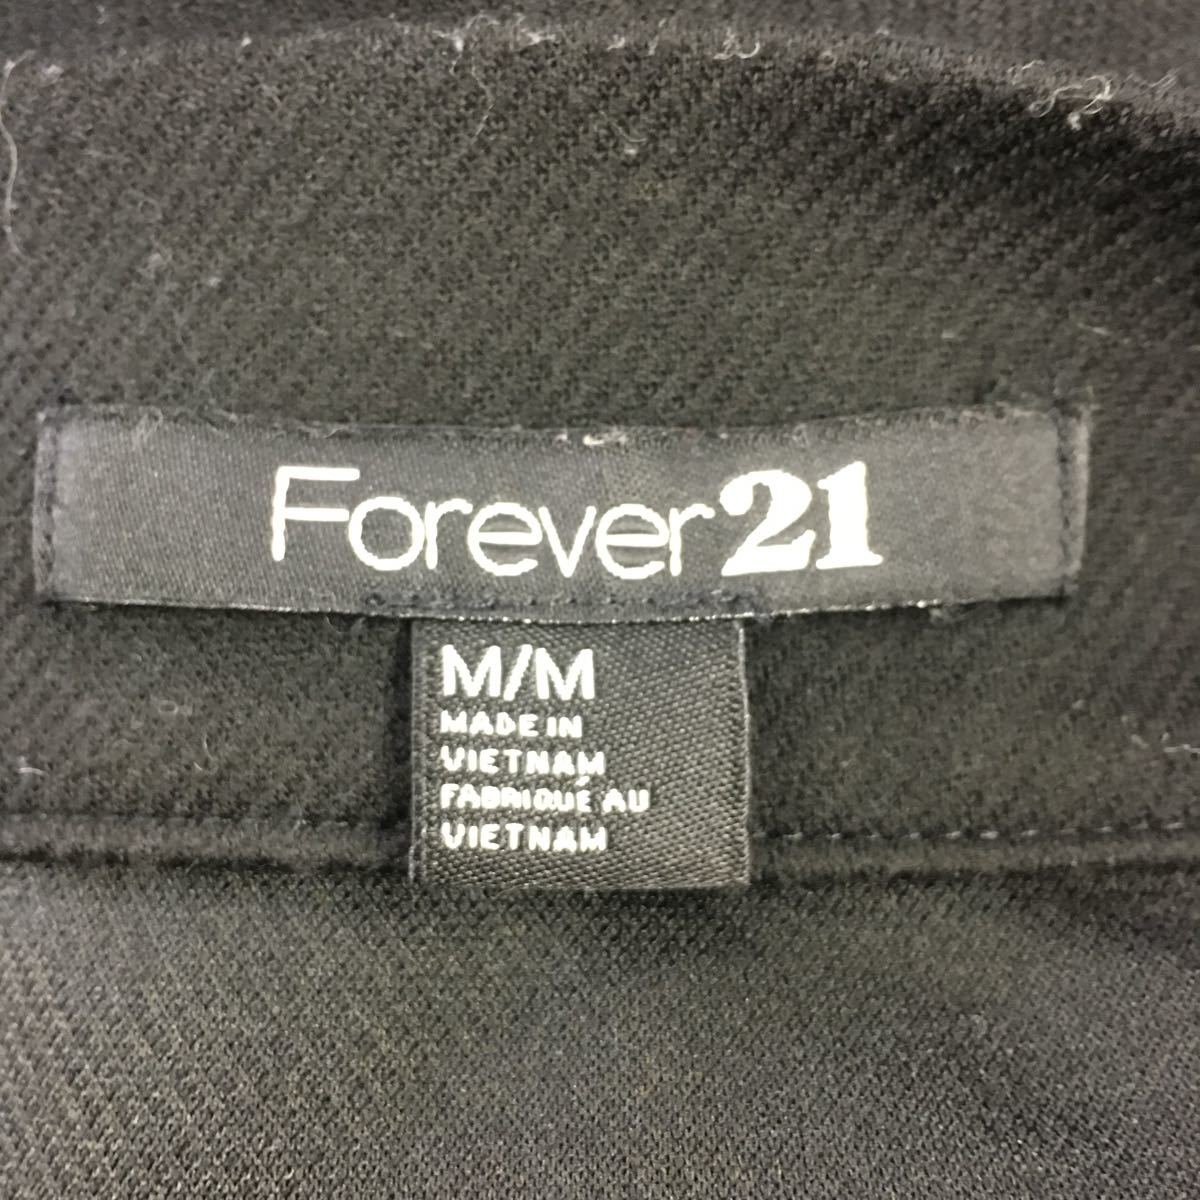 Forever21
M/M
MADE IN
VIETNAM
FABRIQUÉ AU
VIETNAM